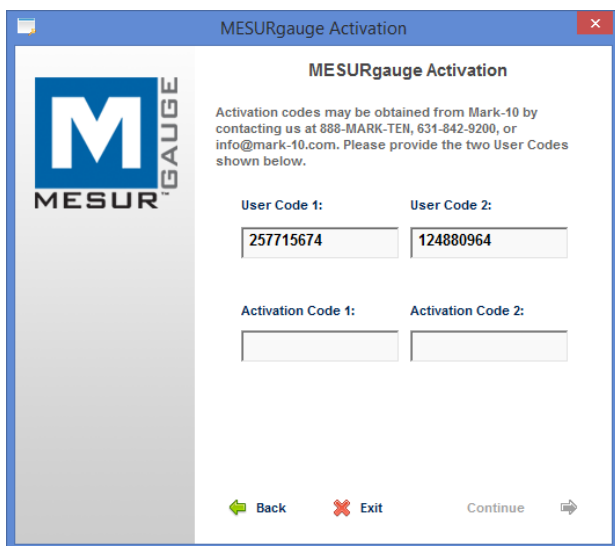 MESURgauge Activation
M
GAUGE
MESUR™
MESURgauge Activation
Activation codes may be obtained from Mark-10 by
contacting us at 888-MARK-TEN, 631-842-9200, or
info@mark-10.com. Please provide the two User Codes
shown below.
User Code 1: User Code 2:
257715674 124880964
Activation Code 1: Activation Code 2:
Back Exit Continue